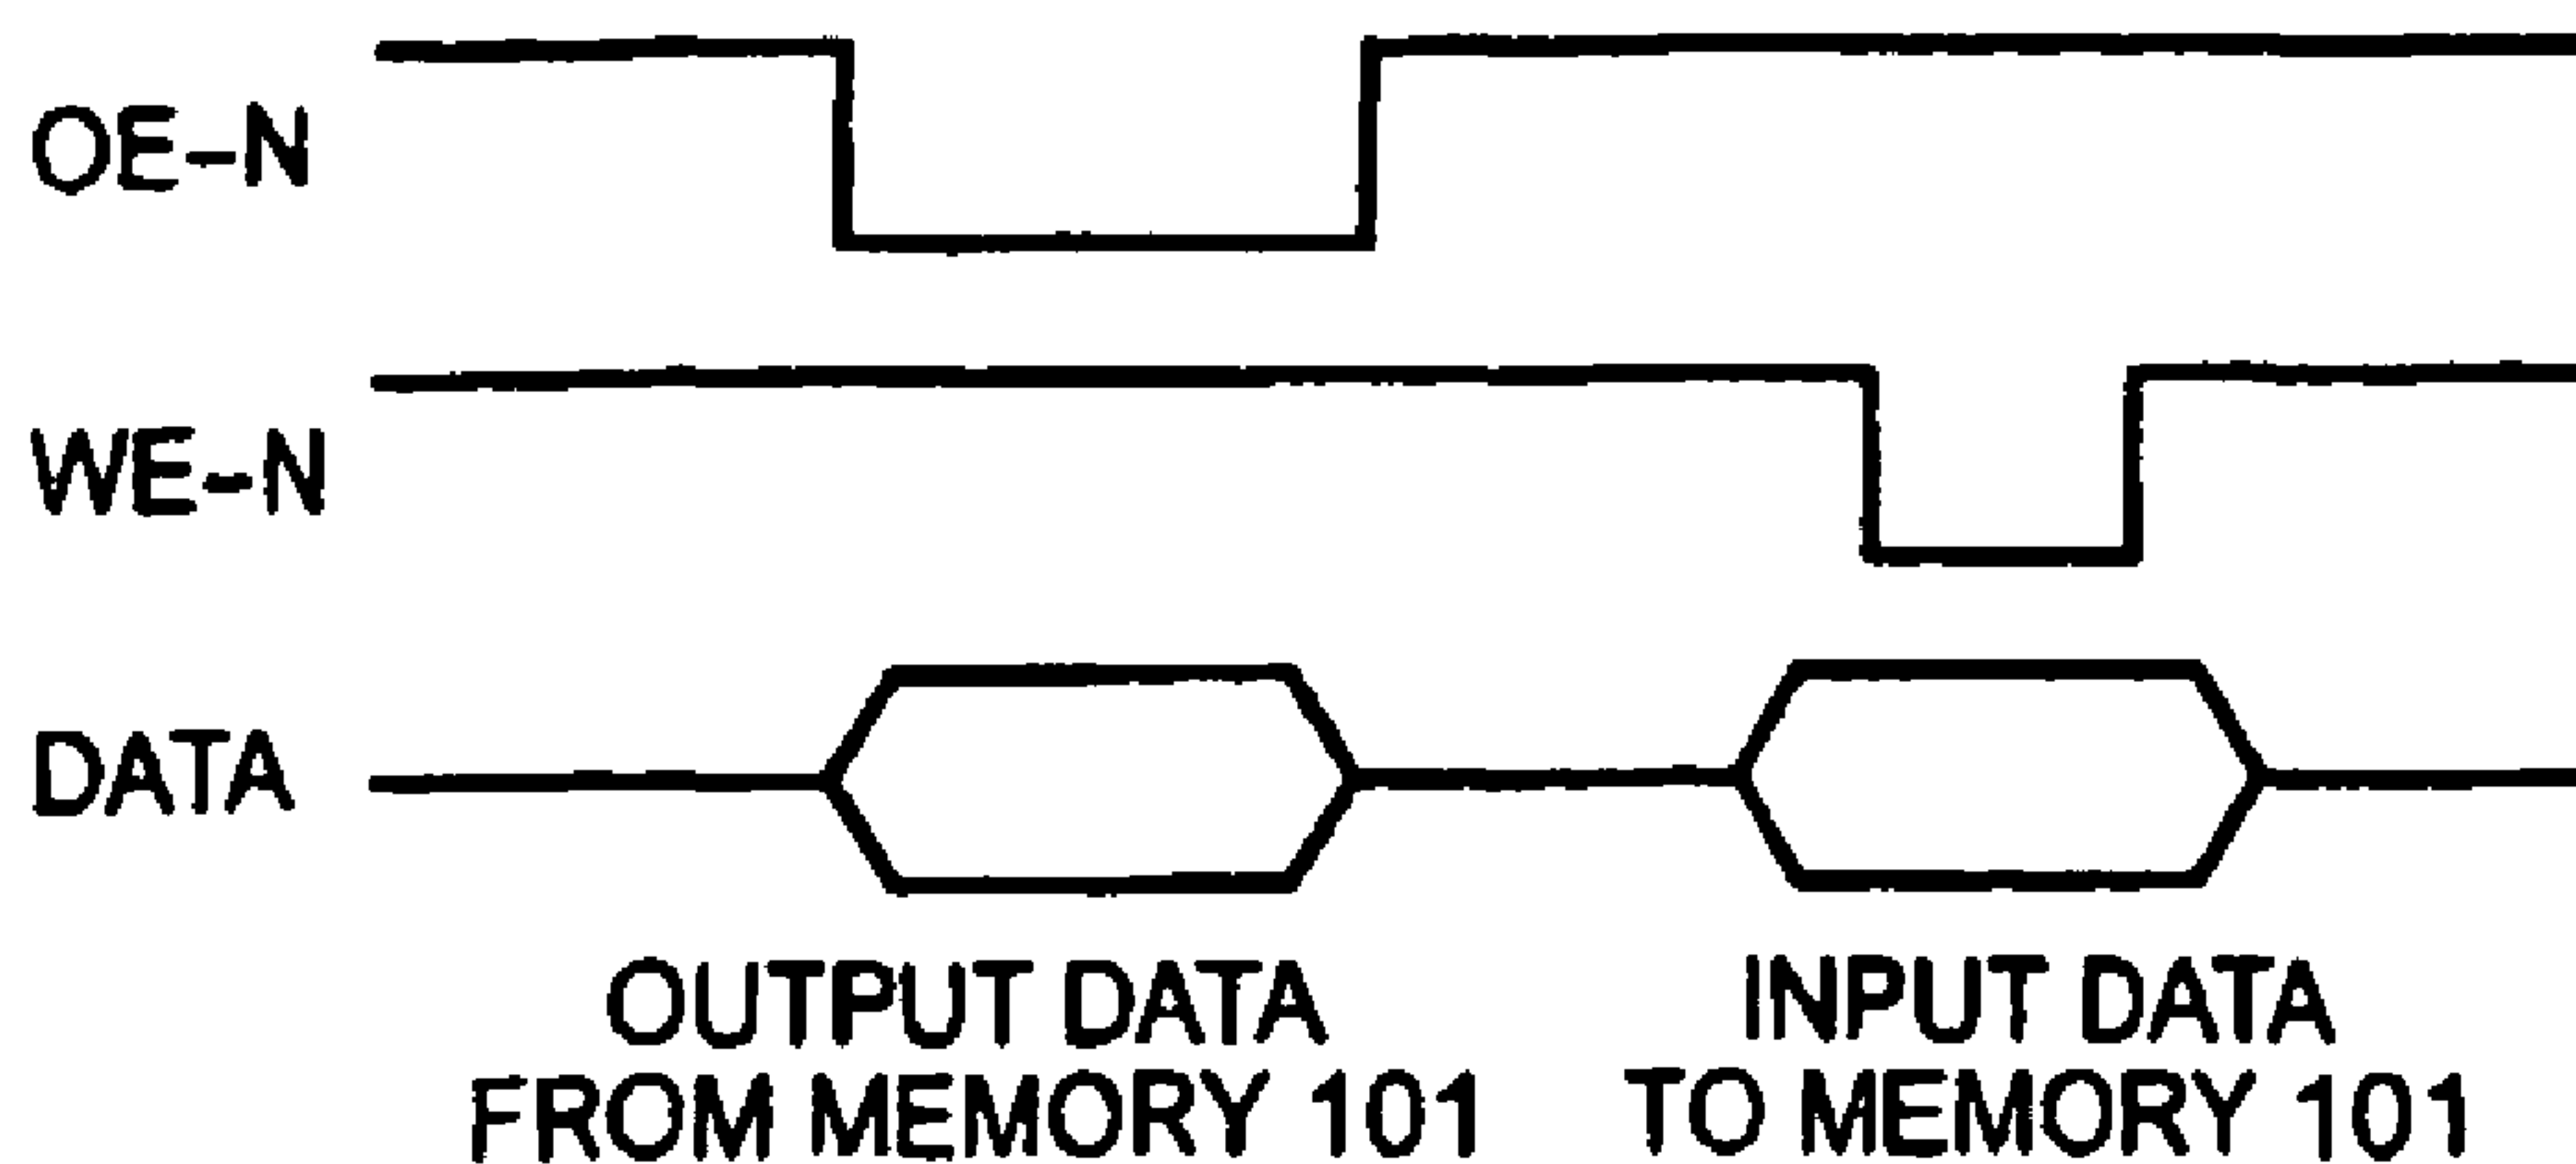 OE-N
WE-N
DATA
OUTPUT DATA
FROM MEMORY 101
INPUT DATA
TO MEMORY 101